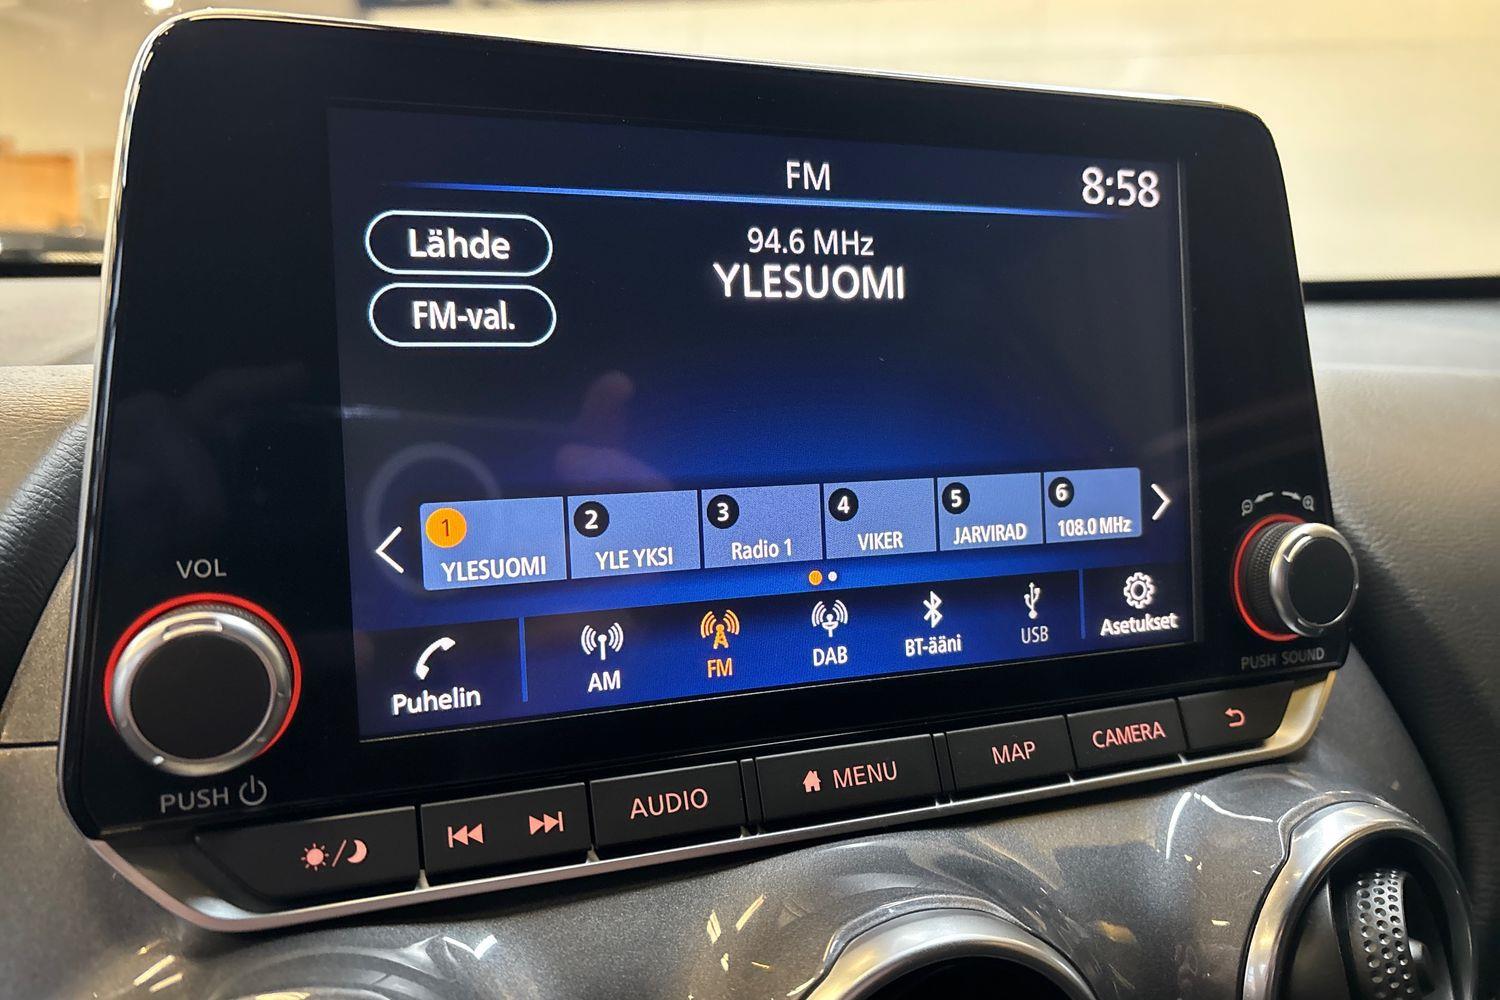 FM
8:58
Lähde
94.6 MHz
YLESUOMI
FM-val.
1
YLESUOMI
2
YLE YKSI
3
Radio 1
4
VIKER
5
JARVIRAD
6
108.0 MHz
Puhelin
AM
FM
DAB
BT-ääni
USB
Asetukset
VOL
PUSH
PUSH SOUND
AUDIO
MENU
MAP
CAMERA